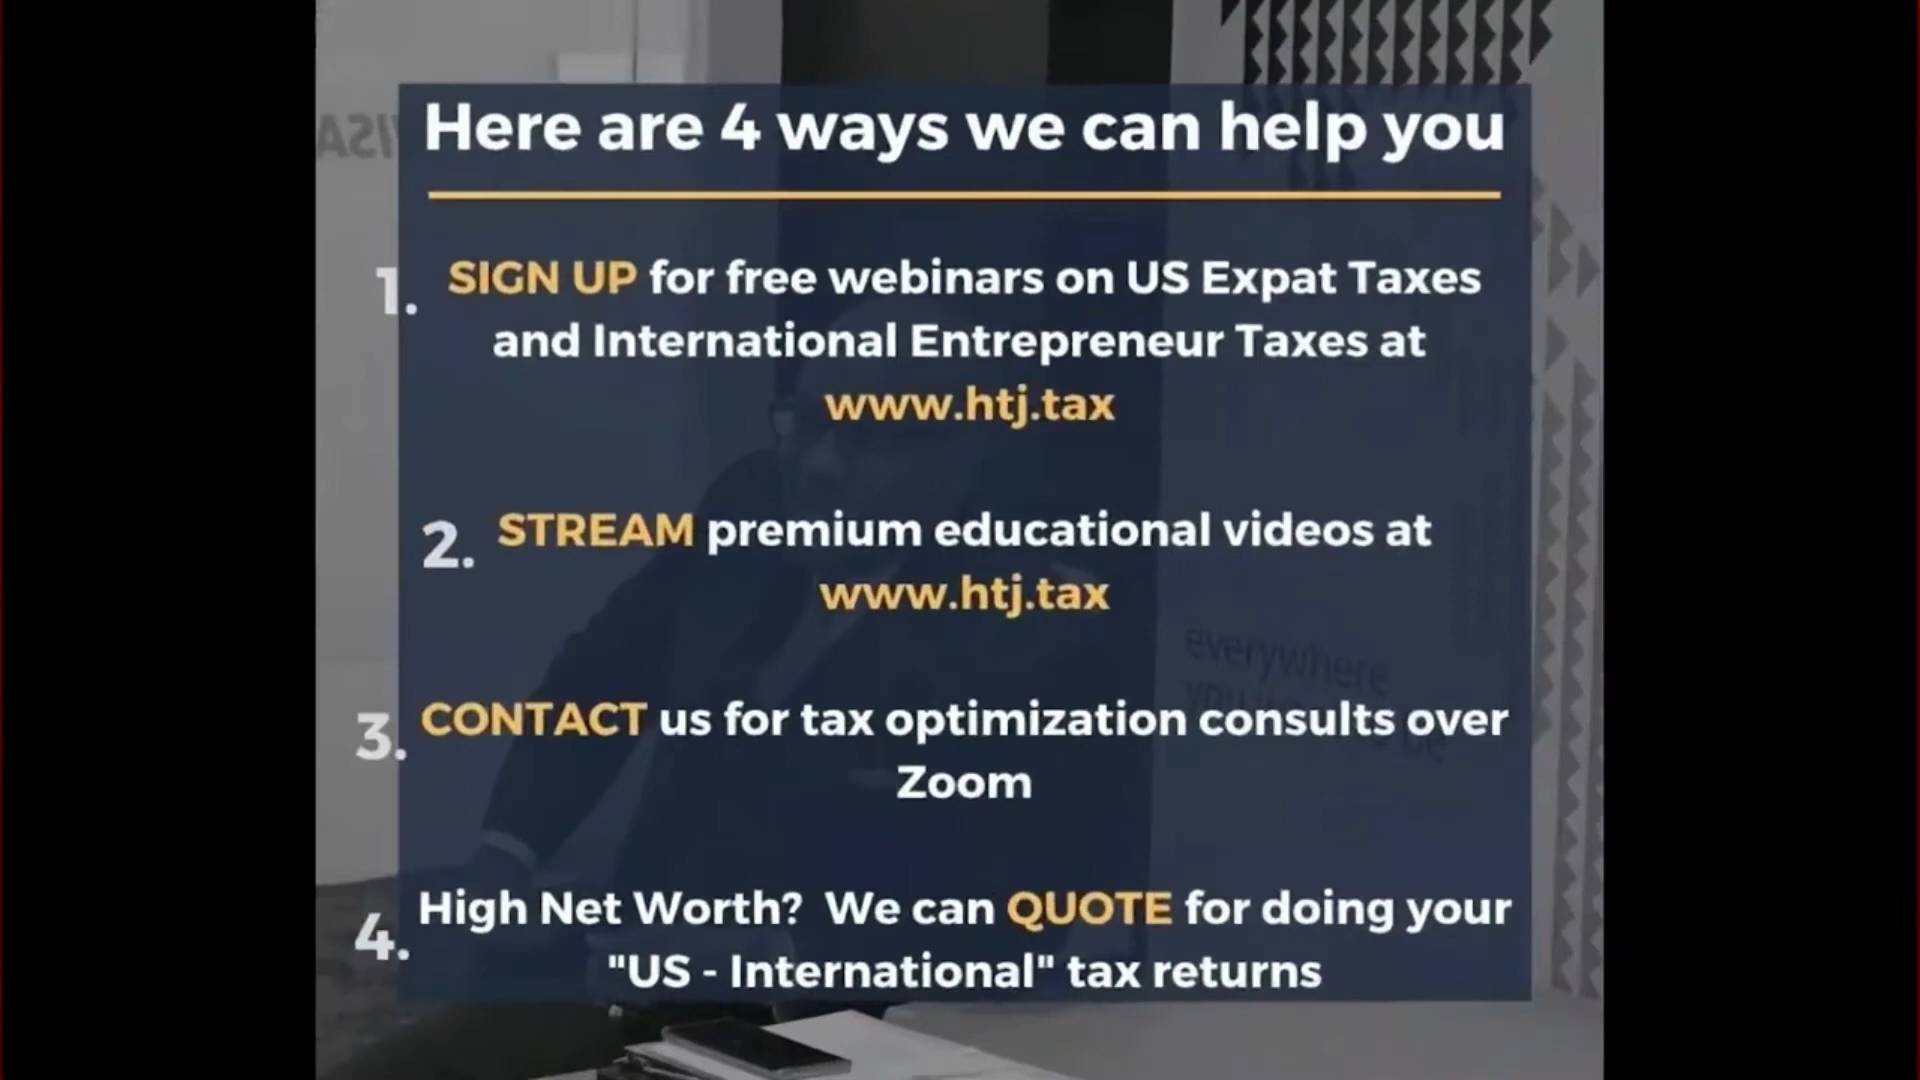 Here are 4 ways we can help you
1. SIGN UP for free webinars on US Expat Taxes
and International Entrepreneur Taxes at
www.htj.tax
2. STREAM premium educational videos at
www.htj.tax
3. CONTACT us for tax optimization consults over
Zoom
4. High Net Worth? We can QUOTE for doing your
"US - International" tax returns
everywhere